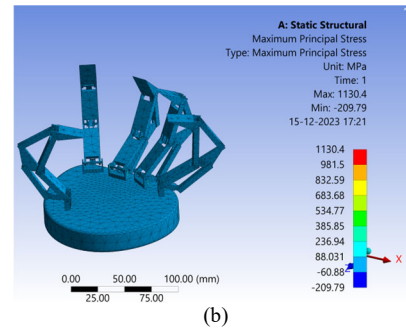 A: Static Structural
Maximum Principal Stress
Type: Maximum Principal Stress
Unit: MPa
Time: 1
Max: 1130.4
Min: -209.79
15-12-2023 17:21
1130.4
981.5
832.59
683.68
534.77
385.85
236.94
88.031
-60.88
-209.79
X
Z
0.00 50.00 100.00 (mm)
25.00 75.00
(b)